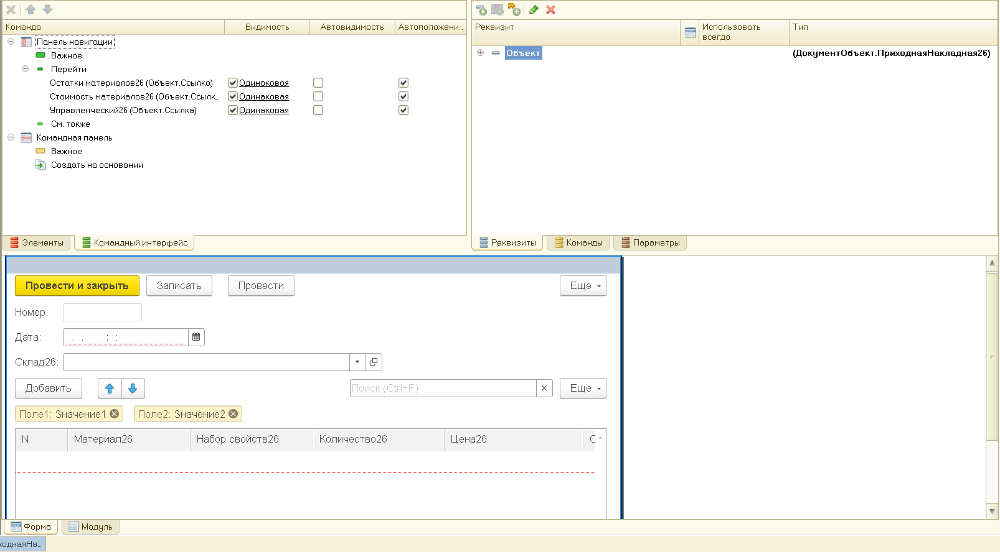 Команда Видимость Автовидимость Автоположени...
Панель навигации
Важное
Перейти
Остатки материалов26 (Объект.Ссылка) Одинаковая
Стоимость материалов26 (Объект.Ссылк... Одинаковая
Управленческий26 (Объект.Ссылка) Одинаковая
См. также
Командная панель
Важное
Создать на основании
Элементы Командный интерфейс
Реквизит Использовать всегда Тип
Объект (ДокументОбъект.ПриходнаяНакладная26)
Реквизиты Команды Параметры
Провести и закрыть Записать Провести Еще
Номер:
Дата: . . : :
Склад26:
Добавить Поиск (Ctrl+F) Еще
Поле1: Значение1 Поле2: Значение2
N Материал26 Набор свойств26 Количество26 Цена26 С
Форма Модуль
ходнаяНа...